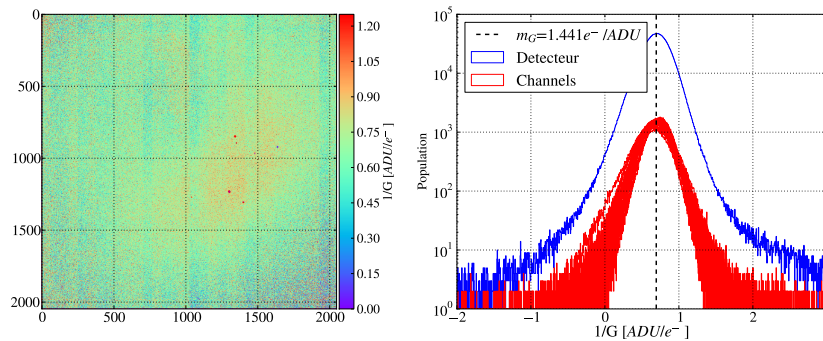 0
500
1000
1500
2000
0 500 1000 1500 2000
1.20
1.05
0.90
0.75
0.60
0.45
0.30
0.15
0.00
1/G [ADU/e⁻]
m_G=1.441e⁻/ADU
Detecteur
Channels
Population
10⁵
10⁴
10³
10²
10¹
10⁰
−2 −1 0 1 2
1/G [ADU/e⁻]